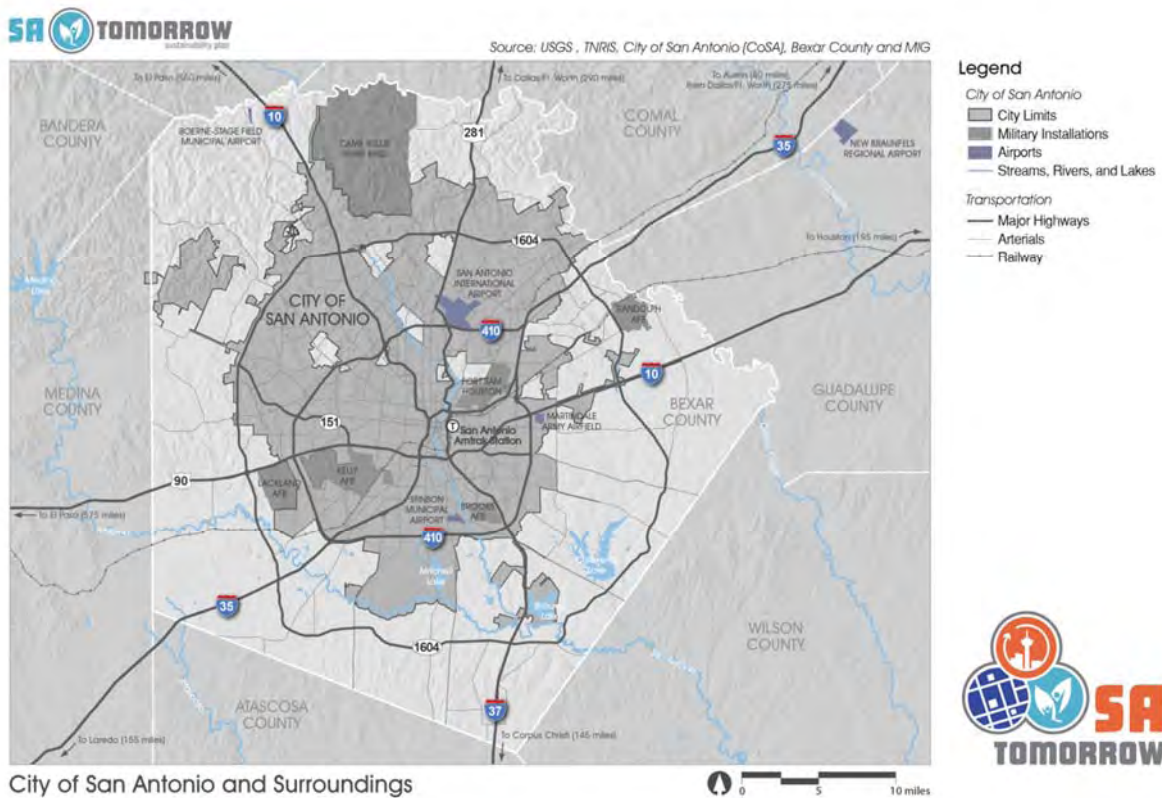 SA TOMORROW
sustainability plan
Source: USGS , TNRIS, City of San Antonio (CoSA), Bexar County and MIG
To El Paso (560 miles)
To Dallas/Ft. Worth (290 miles)
To Austin (80 miles),
from Dallas/Ft. Worth (275 miles)
BANDERA
COUNTY
10
BOERNE-STAGE FIELD
MUNICIPAL AIRPORT
CAMP BULLIS
281
COMAL
COUNTY
35
NEW BRAUNFELS
REGIONAL AIRPORT
1604
To Houston (195 miles)
SAN ANTONIO
INTERNATIONAL
AIRPORT
CITY OF
SAN ANTONIO
410
RANDOLPH
AFB
MEDINA
COUNTY
FORT SAM
HOUSTON
10
BEXAR
COUNTY
GUADALUPE
COUNTY
151
San Antonio
Amtrak Station
MARTINDALE
ARMY AIRFIELD
90
LACKLAND
AFB
KELLY
AFB
STINSON
MUNICIPAL
AIRPORT
BROOKS
AFB
To El Paso (575 miles)
410
Mitchell
Lake
35
1604
WILSON
COUNTY
ATASCOSA
COUNTY
37
To Laredo (155 miles)
To Corpus Christi (145 miles)
City of San Antonio and Surroundings
0 5 10 miles
Legend
City of San Antonio
City Limits
Military Installations
Airports
Streams, Rivers, and Lakes
Transportation
Major Highways
Arterials
Railway
SA
TOMORROW